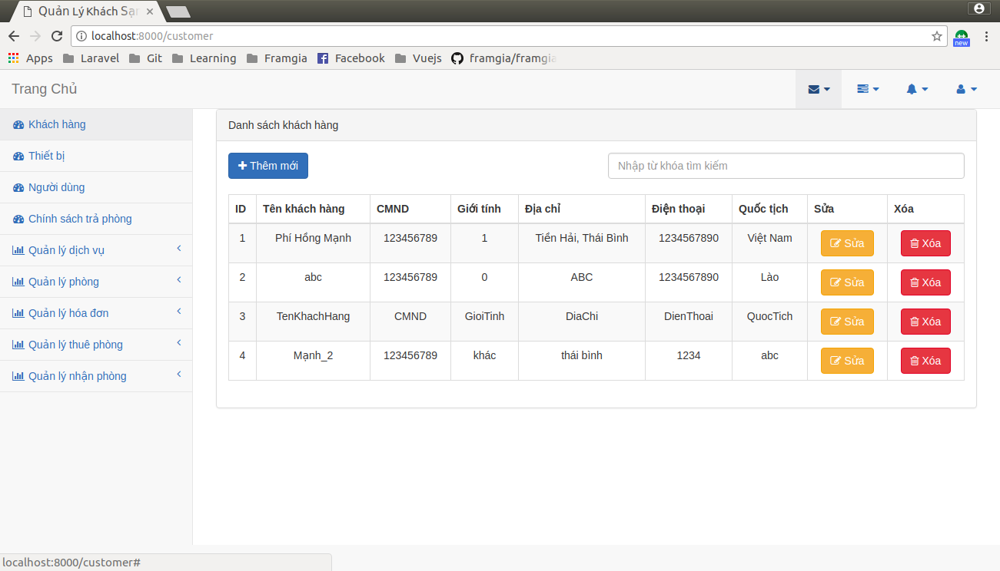 Quản Lý Khách Sạn
localhost:8000/customer
new
Apps Laravel Git Learning Framgia Facebook Vuejs framgia/framgia
Trang Chủ
Khách hàng
Thiết bị
Người dùng
Chính sách trả phòng
Quản lý dịch vụ
Quản lý phòng
Quản lý hóa đơn
Quản lý thuê phòng
Quản lý nhận phòng
Danh sách khách hàng
Thêm mới Nhập từ khóa tìm kiếm
ID Tên khách hàng CMND Giới tính Địa chỉ Điện thoại Quốc tịch Sửa Xóa
1 Phí Hồng Mạnh 123456789 1 Tiền Hải, Thái Bình 1234567890 Việt Nam Sửa Xóa
2 abc 123456789 0 ABC 1234567890 Lào Sửa Xóa
3 TenKhachHang CMND GioiTinh DiaChi DienThoai QuocTich Sửa Xóa
4 Mạnh_2 123456789 khác thái bình 1234 abc Sửa Xóa
localhost:8000/customer#